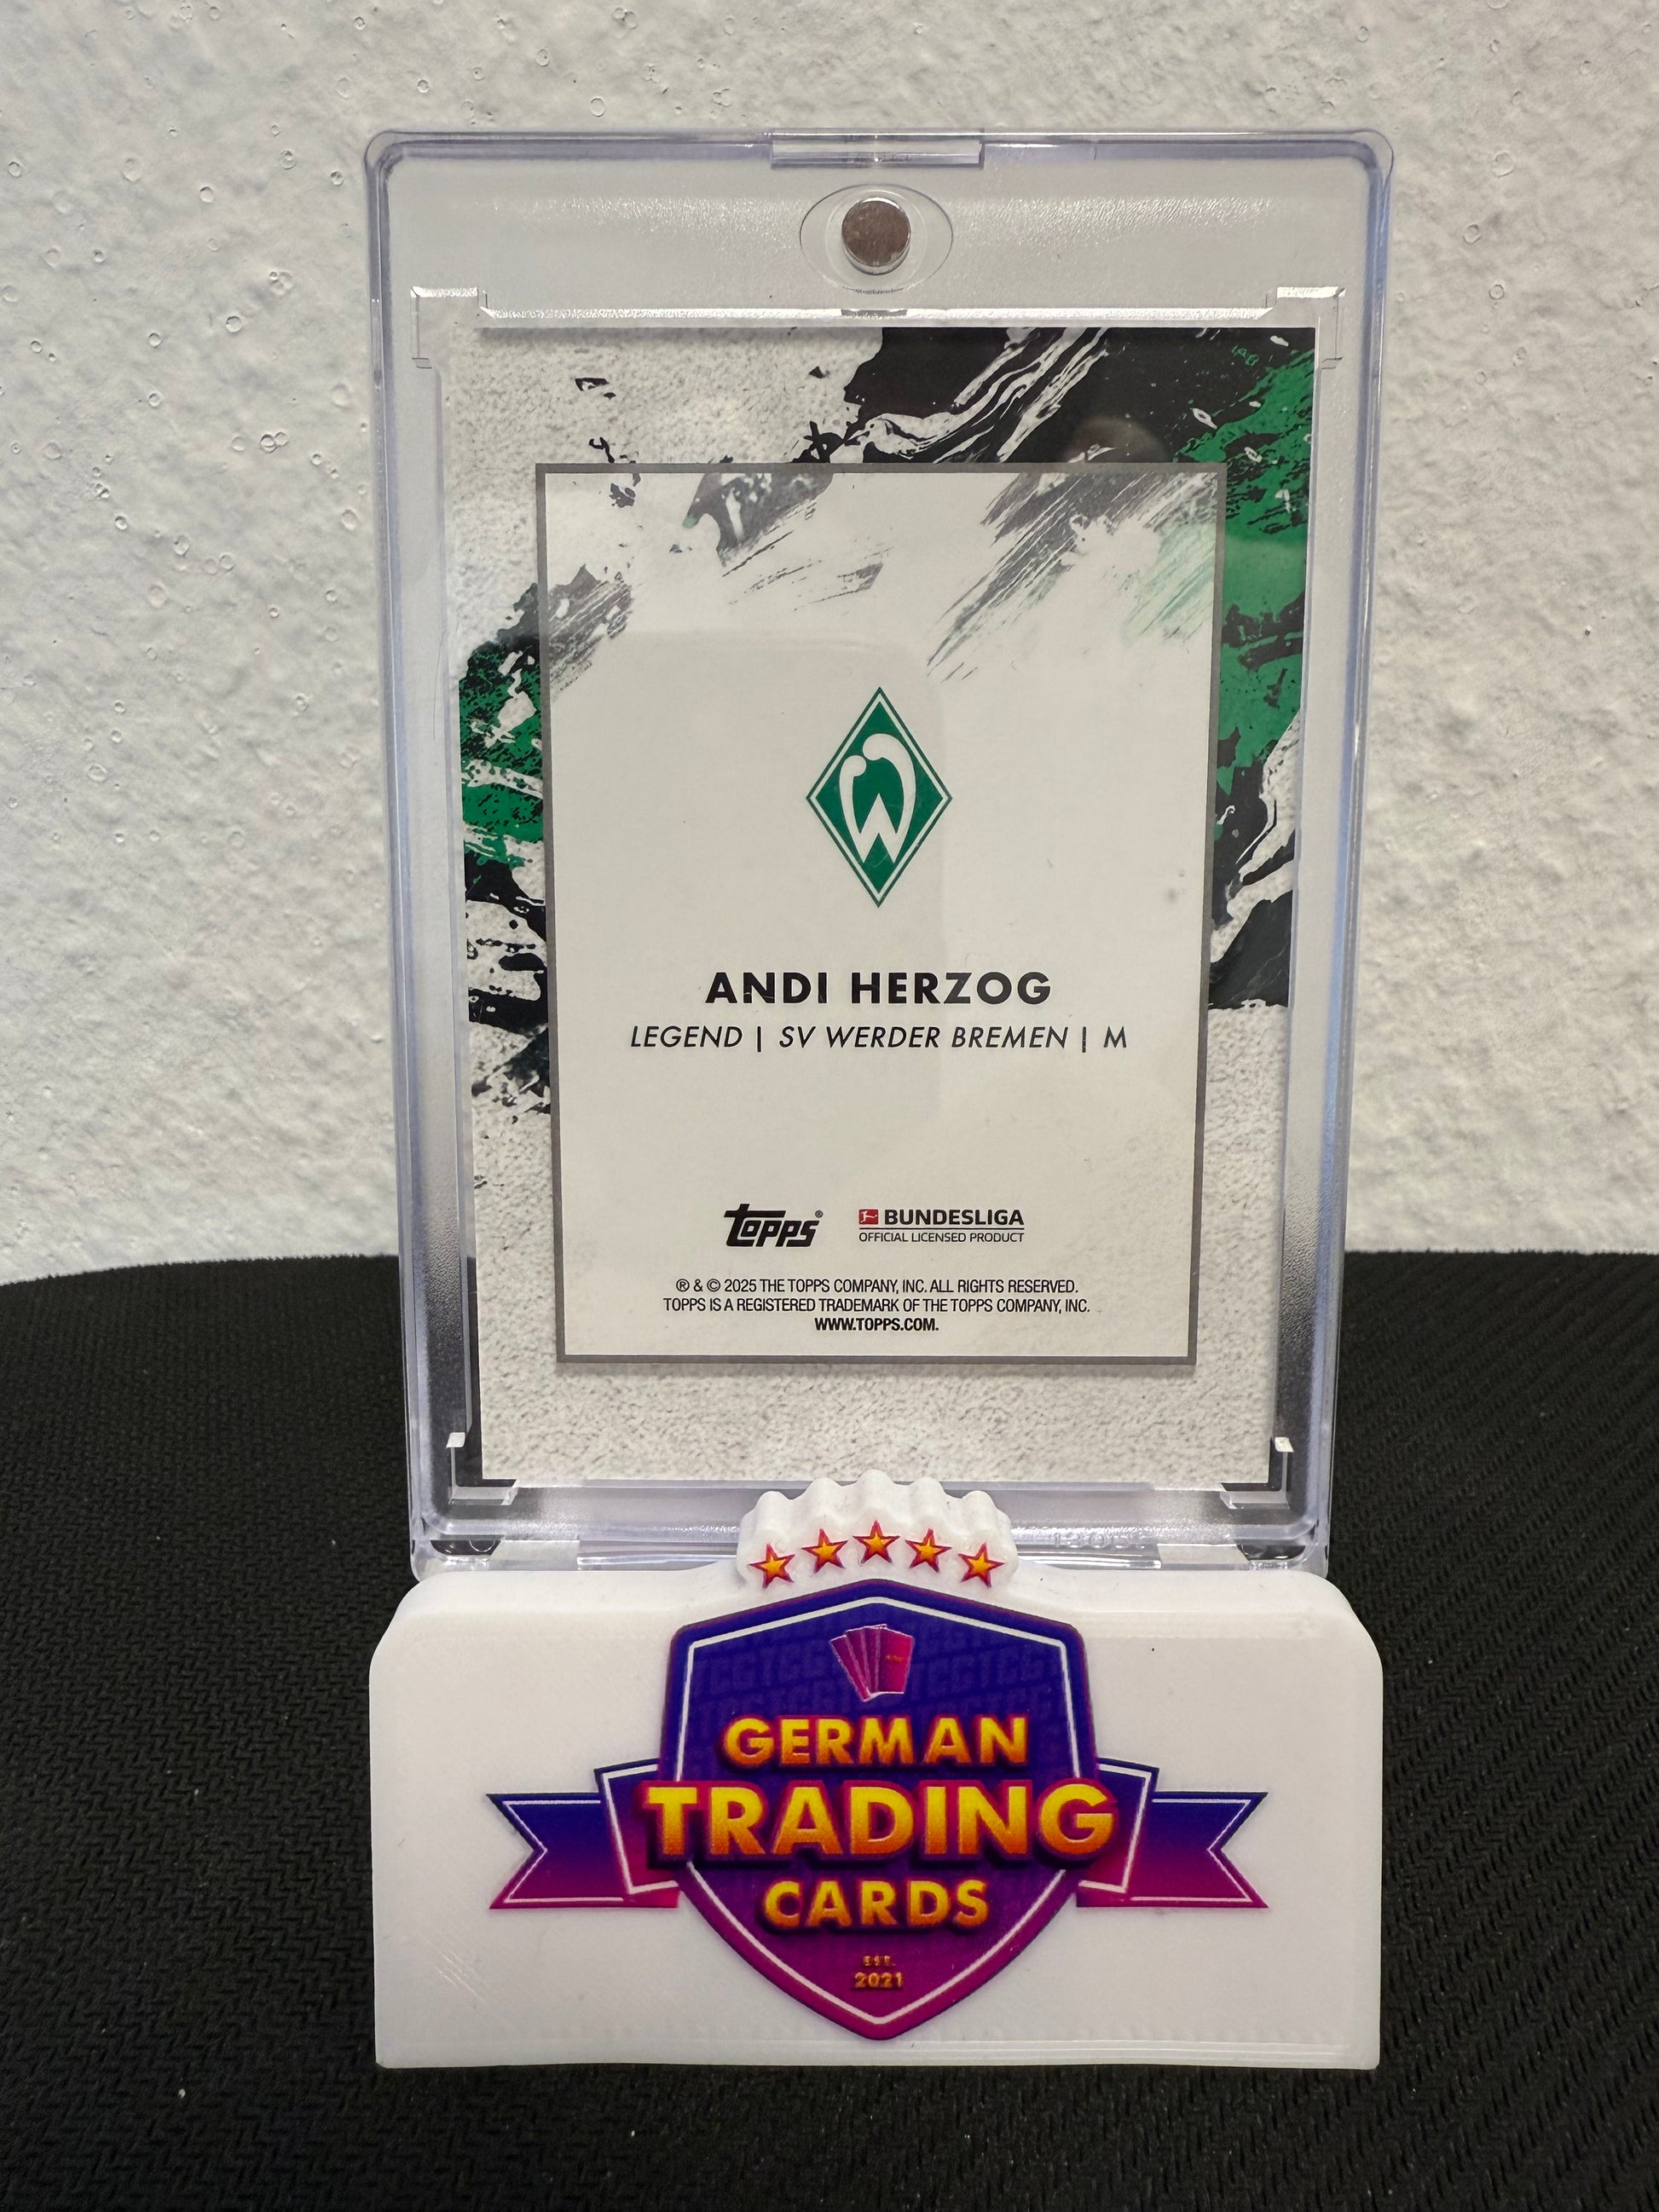 ANDI HERZOG
LEGEND | SV WERDER BREMEN | M
TOPPS®
BUNDESLIGA
OFFICIAL LICENSED PRODUCT
® & © 2025 THE TOPPS COMPANY, INC. ALL RIGHTS RESERVED.
TOPPS IS A REGISTERED TRADEMARK OF THE TOPPS COMPANY, INC.
WWW.TOPPS.COM.
GERMAN
TRADING
CARDS
EST.
2021